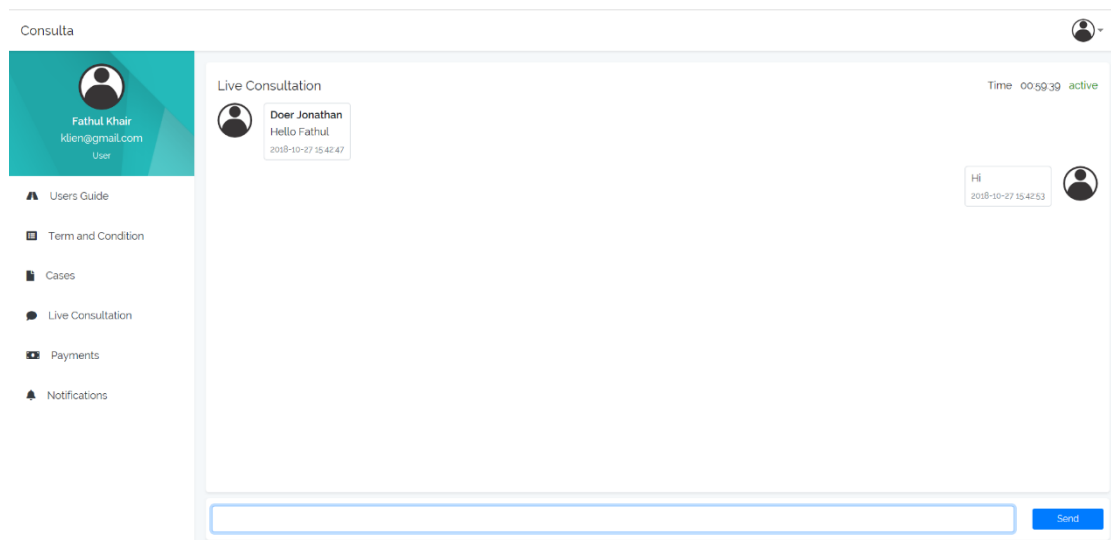 Consulta
Fathul Khair
klien@gmail.com
User
Users Guide
Term and Condition
Cases
Live Consultation
Payments
Notifications
Live Consultation
Time 00:59:39 active
Doer Jonathan
Hello Fathul
2018-10-27 15:42:47
Hi
2018-10-27 15:42:53
Send